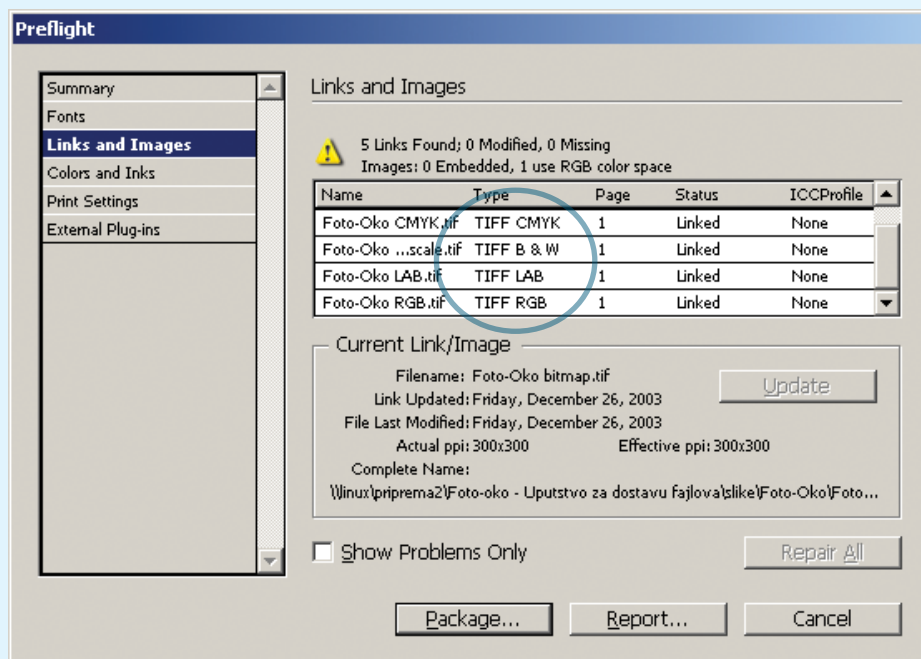 Preflight
Summary
Fonts
Links and Images
Colors and Inks
Print Settings
External Plug-ins
Links and Images
5 Links Found; 0 Modified, 0 Missing
Images: 0 Embedded, 1 use RGB color space
Name Type Page Status ICCProfile
Foto-Oko CMYK.tif TIFF CMYK 1 Linked None
Foto-Oko ...scale.tif TIFF B & W 1 Linked None
Foto-Oko LAB.tif TIFF LAB 1 Linked None
Foto-Oko RGB.tif TIFF RGB 1 Linked None
Current Link/Image
Filename: Foto-Oko bitmap.tif
Update
Link Updated: Friday, December 26, 2003
File Last Modified: Friday, December 26, 2003
Actual ppi: 300x300 Effective ppi: 300x300
Complete Name:
\\linux\priprema2\Foto-oko - Uputstvo za dostavu fajlova\slike\Foto-Oko\Foto...
Show Problems Only
Repair All
Package... Report... Cancel